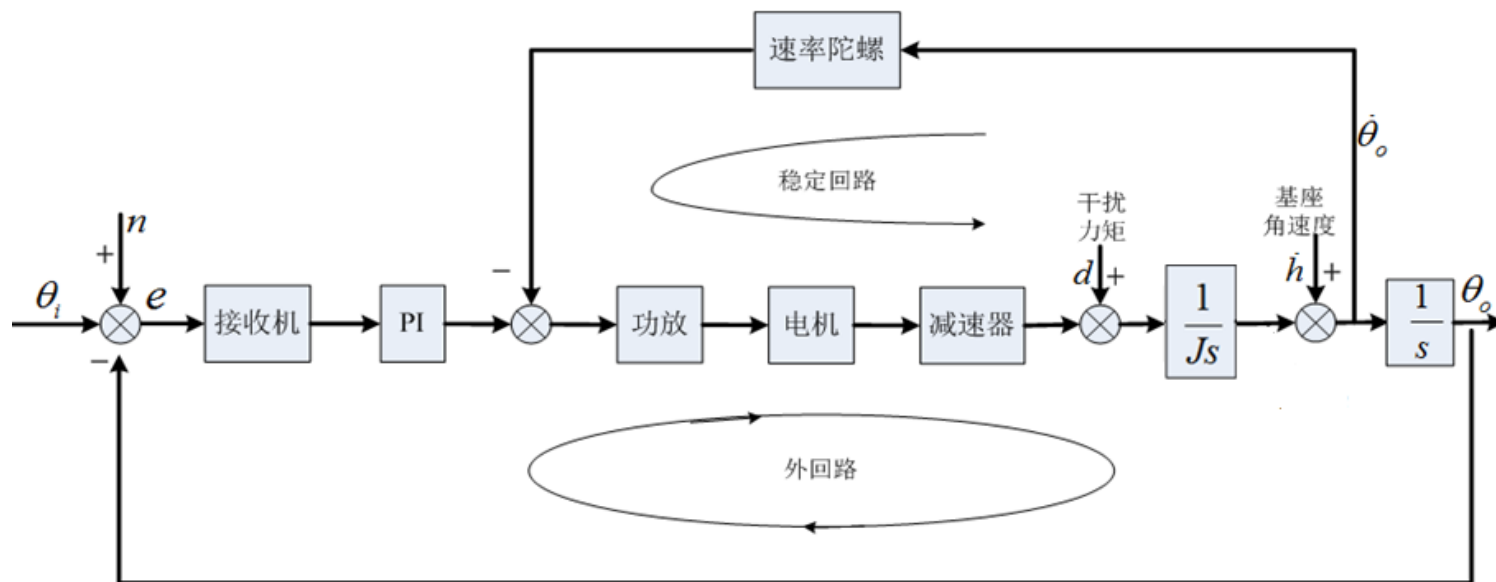 速率陀螺
θ̇ₒ
稳定回路
干扰
力矩
基座
角速度
n
+
−
d
+
ḣ
+
θᵢ
e
接收机
PI
功放
电机
减速器
1
Js
1
s
θₒ
−
外回路